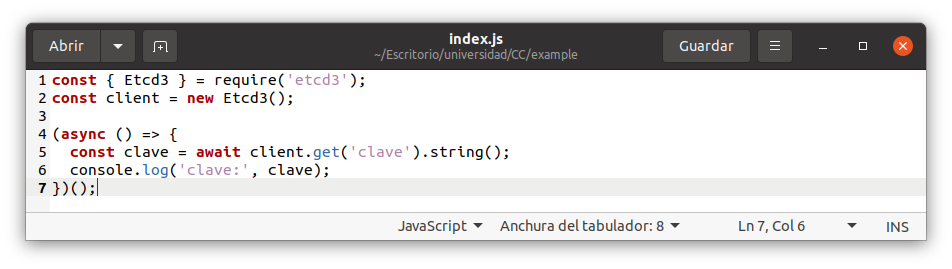 Abrir
index.js
~/Escritorio/universidad/CC/example
Guardar
1 const { Etcd3 } = require('etcd3');
2 const client = new Etcd3();
3
4 (async () => {
5   const clave = await client.get('clave').string();
6   console.log('clave:', clave);
7 })();
JavaScript
Anchura del tabulador: 8
Ln 7, Col 6
INS